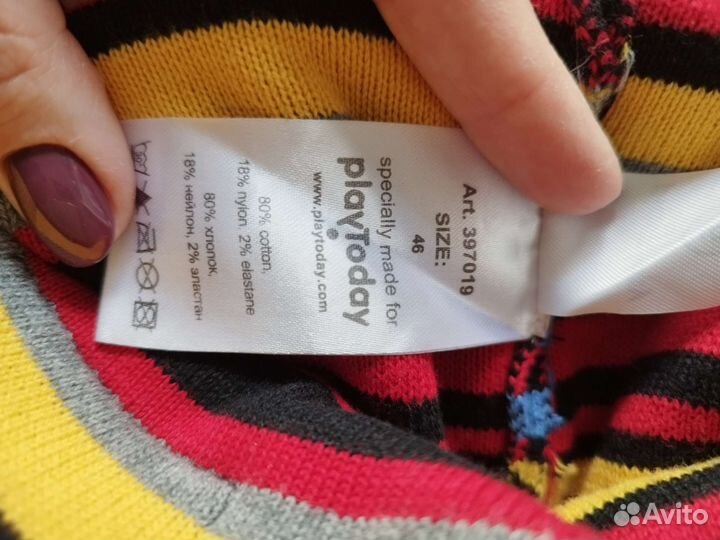 Art. 397019
SIZE:
46
specially made for
playToday
www.playtoday.com
80% cotton,
18% nylon, 2% elastane
80% хлопок,
18% нейлон, 2% эластан
Avito